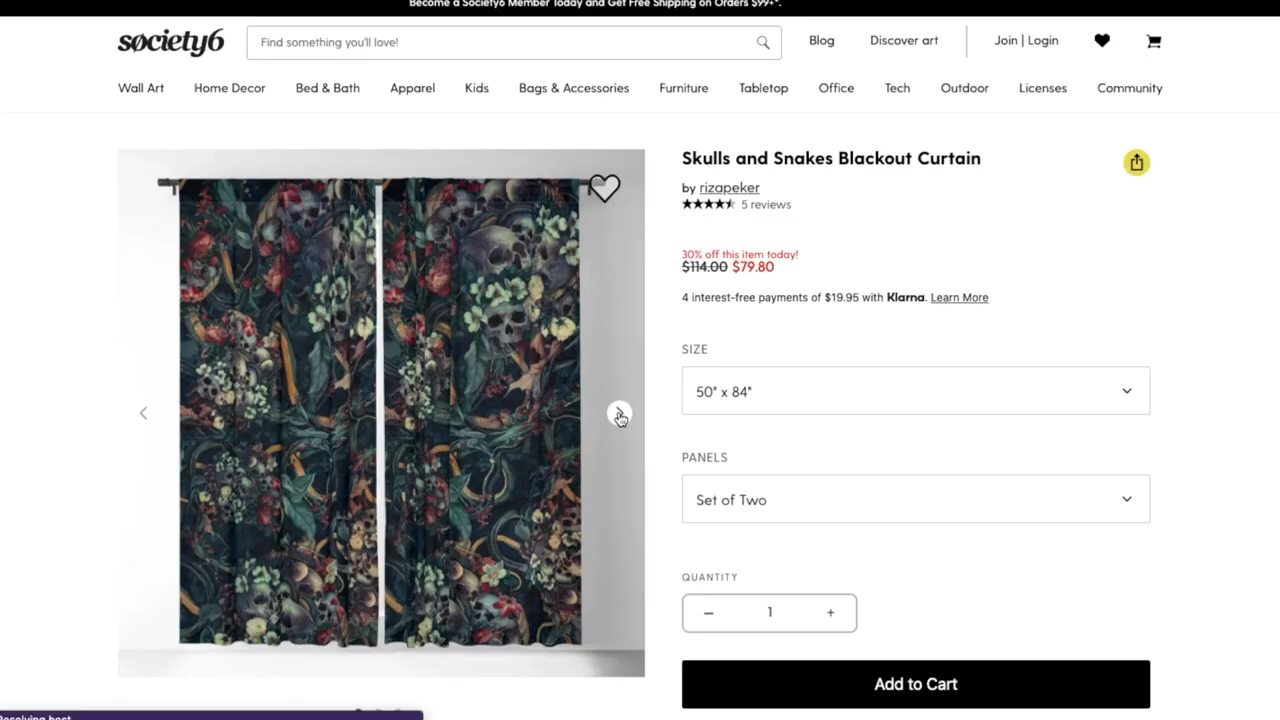 Become a Society6 Member Today and Get Free Shipping on Orders $99+*.
society6
Find something you'll love!
Blog
Discover art
Join | Login
Wall Art
Home Decor
Bed & Bath
Apparel
Kids
Bags & Accessories
Furniture
Tabletop
Office
Tech
Outdoor
Licenses
Community
Skulls and Snakes Blackout Curtain
by rizapeker
5 reviews
30% off this item today!
$114.00 $79.80
4 interest-free payments of $19.95 with Klarna. Learn More
SIZE
50" x 84"
PANELS
Set of Two
QUANTITY
− 1 +
Add to Cart
Resolving host